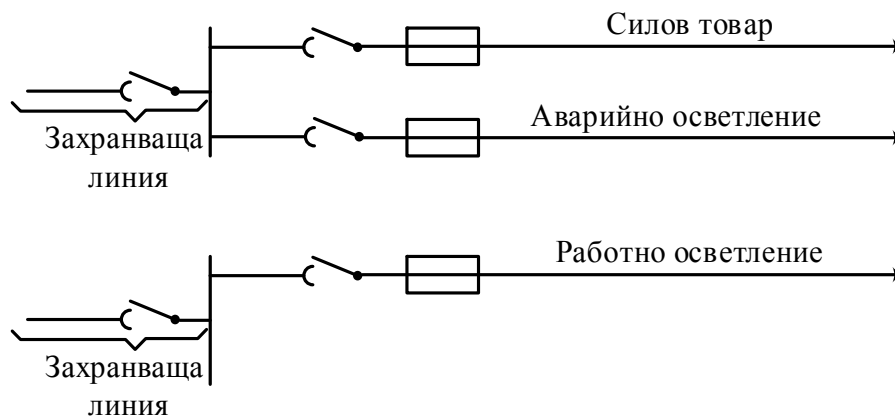 Силов товар
Аварийно осветление
Захранваща
линия
Работно осветление
Захранваща
линия